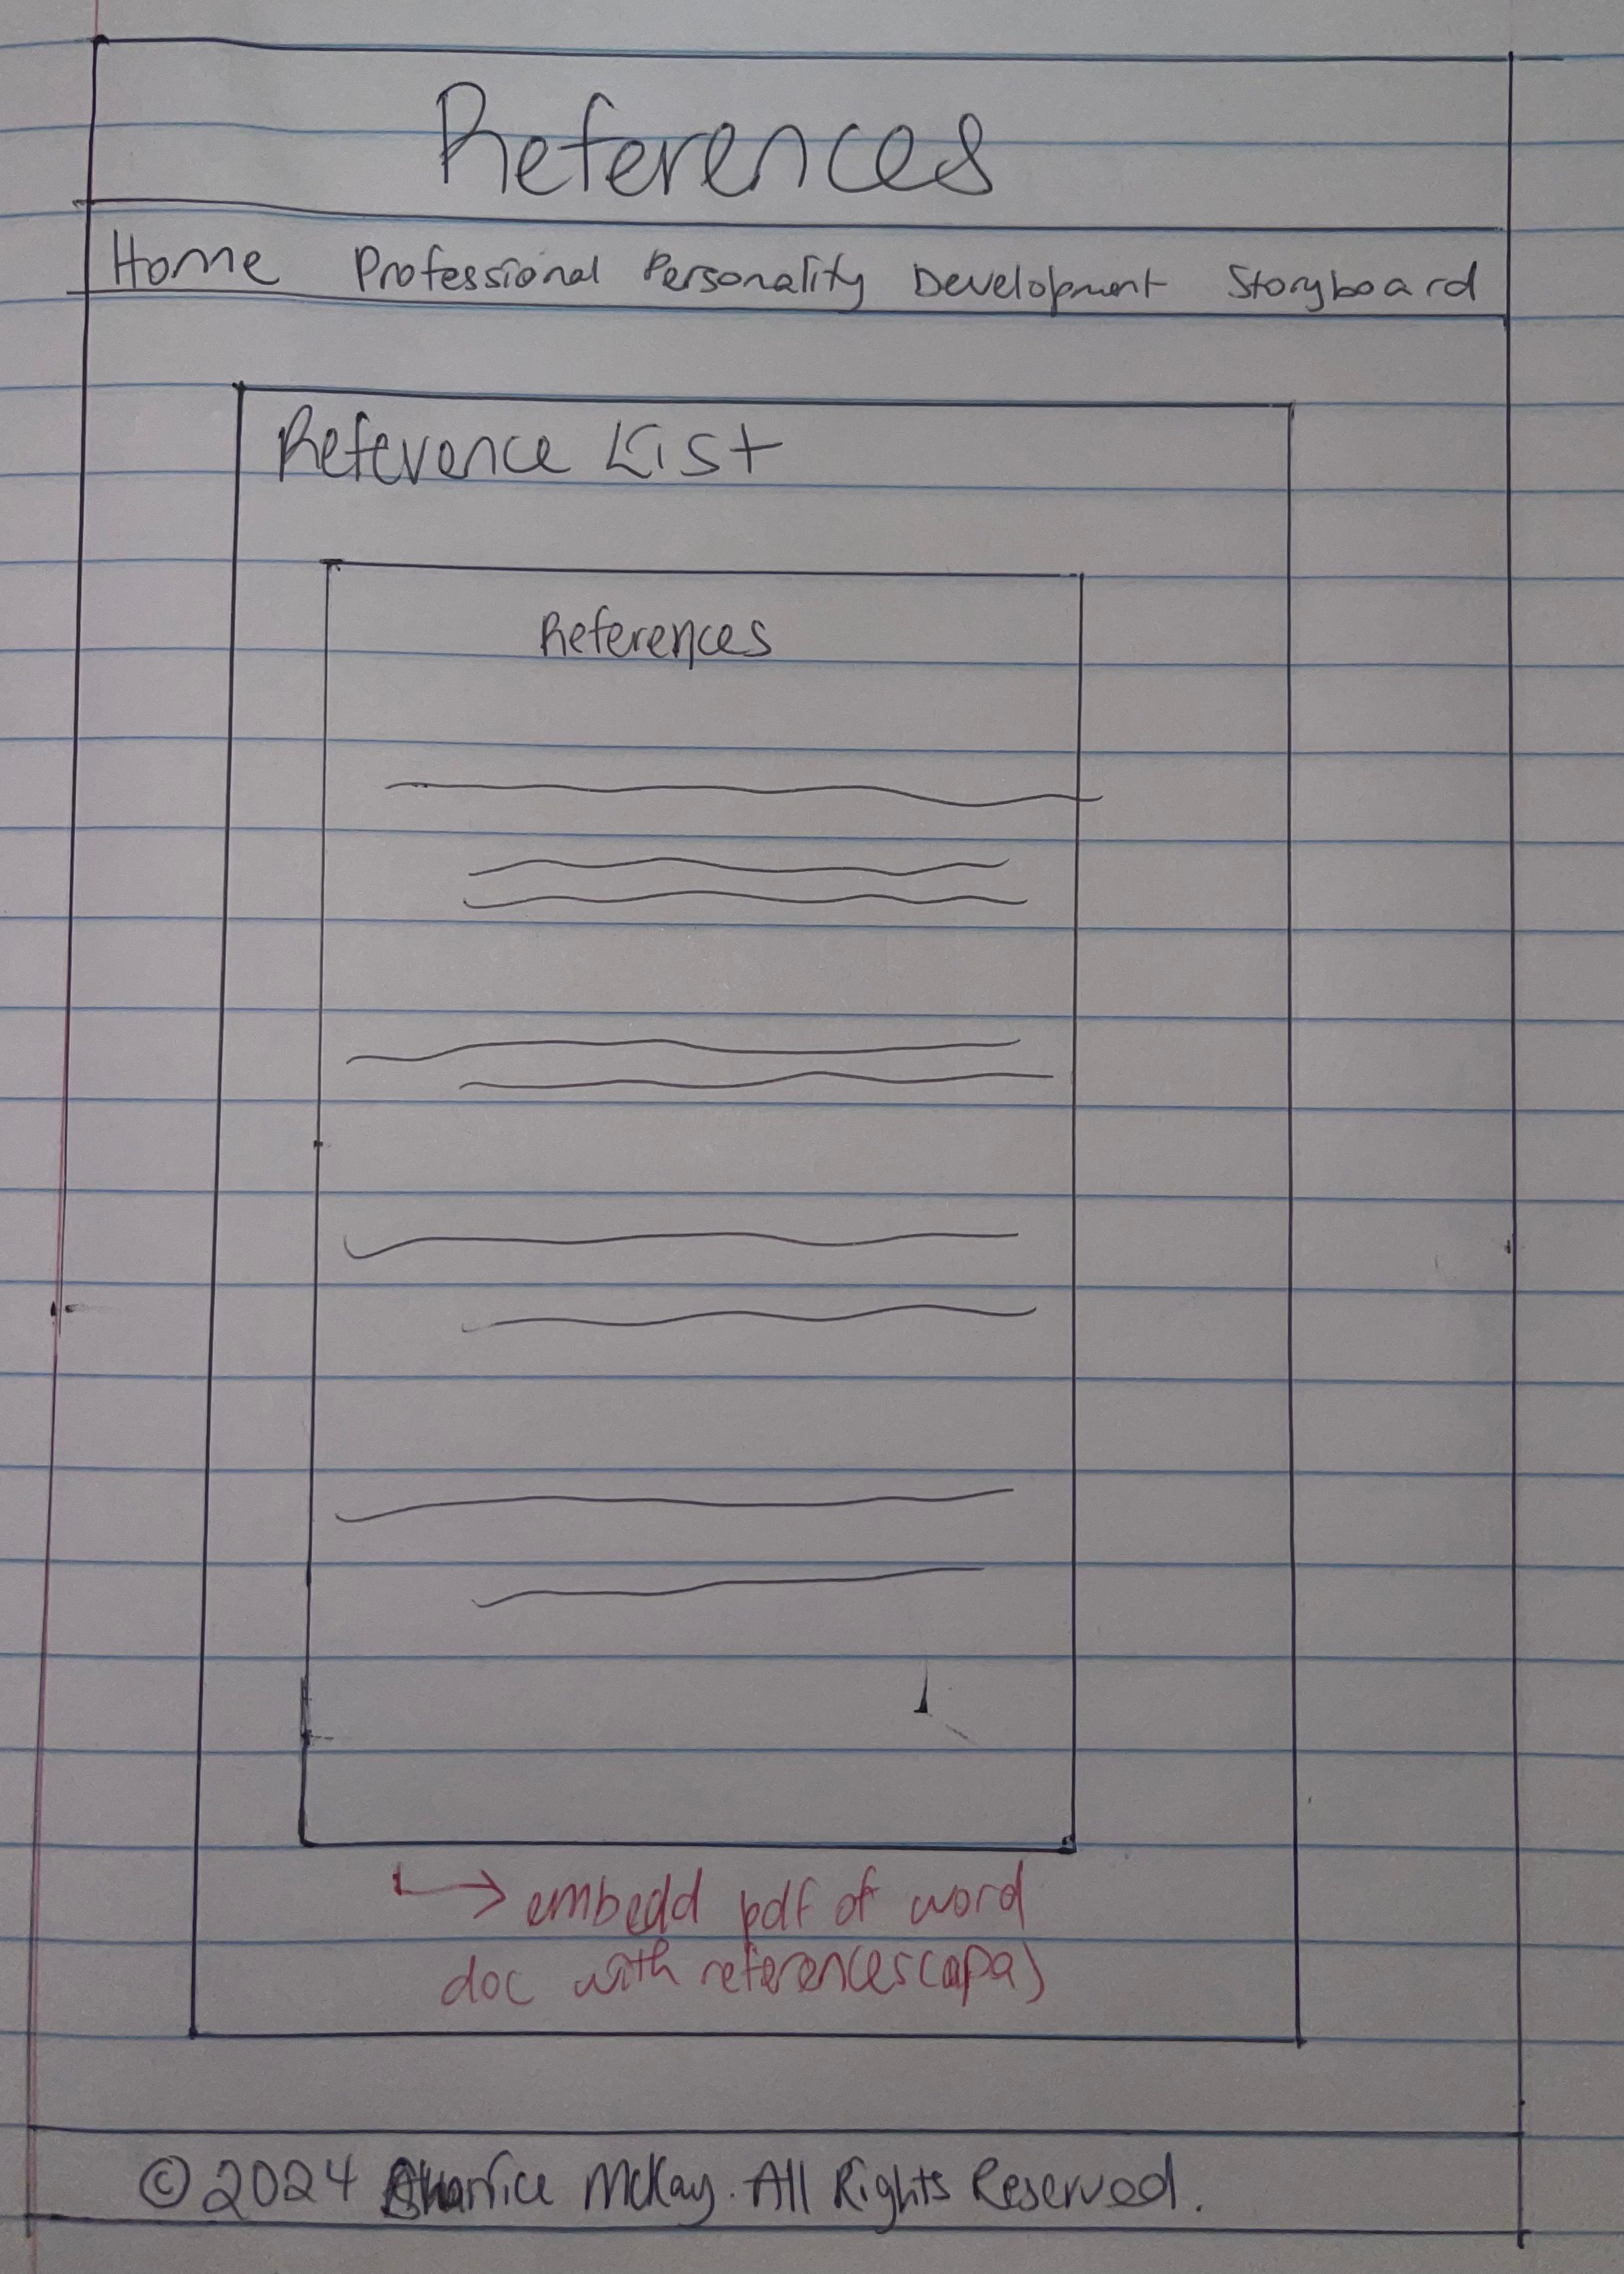 References
Home Professional Personality Development Storyboard
Reference List
References
embedd pdf of word
doc with references (apa)
© 2024 Sharrice McKay. All Rights Reserved.